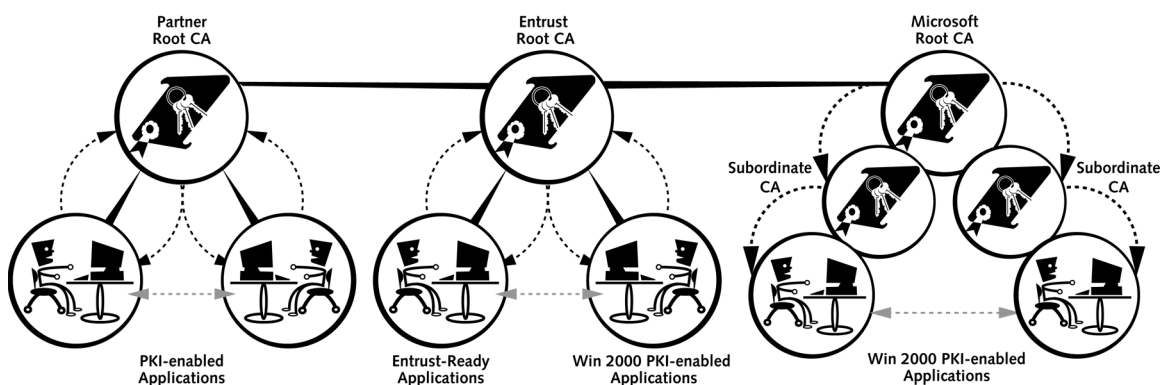 Partner
Root CA
Entrust
Root CA
Microsoft
Root CA
Subordinate
CA
Subordinate
CA
PKI-enabled
Applications
Entrust-Ready
Applications
Win 2000 PKI-enabled
Applications
Win 2000 PKI-enabled
Applications